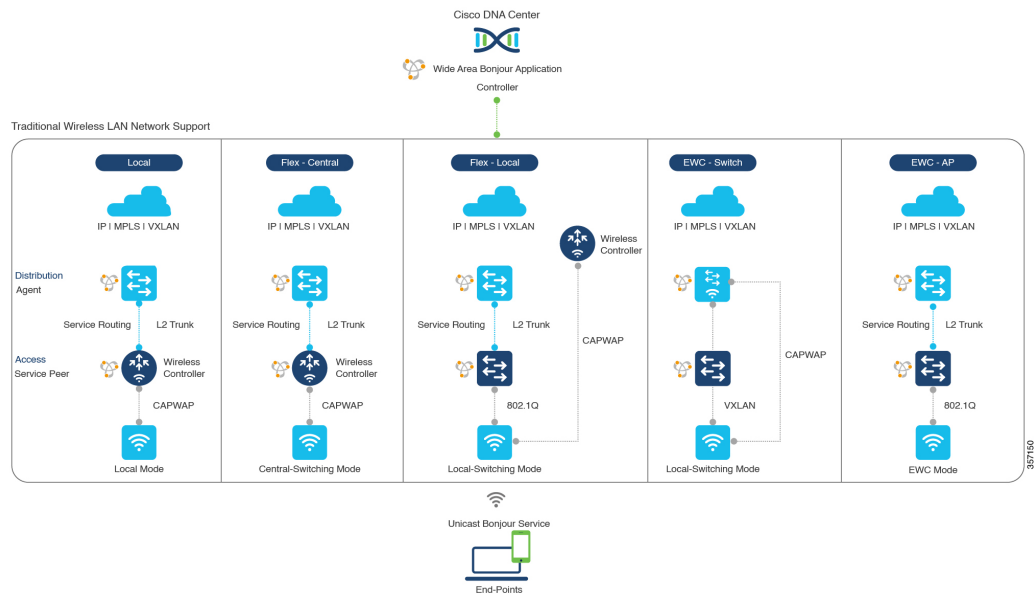 Cisco DNA Center
Wide Area Bonjour Application
Controller
Traditional Wireless LAN Network Support
Local
Flex - Central
Flex - Local
EWC - Switch
EWC - AP
IP I MPLS I VXLAN
IP I MPLS I VXLAN
IP I MPLS I VXLAN
IP I MPLS I VXLAN
IP I MPLS I VXLAN
Wireless
Controller
Distribution
Agent
Service Routing
L2 Trunk
Service Routing
L2 Trunk
Service Routing
L2 Trunk
Service Routing
L2 Trunk
CAPWAP
CAPWAP
Access
Service Peer
Wireless
Controller
Wireless
Controller
CAPWAP
CAPWAP
802.1Q
VXLAN
802.1Q
Local Mode
Central-Switching Mode
Local-Switching Mode
Local-Switching Mode
EWC Mode
357150
Unicast Bonjour Service
End-Points